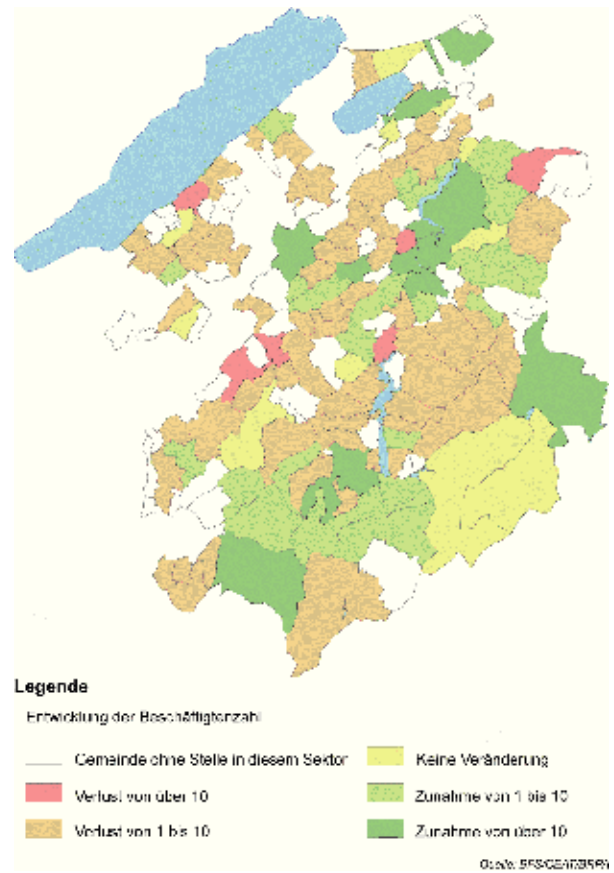 Legende
Entwicklung der Beschäftigtenzahl
Gemeinde ohne Stelle in diesem Sektor
Keine Veränderung
Verlust von über 10
Zunahme von 1 bis 10
Verlust von 1 bis 10
Zunahme von über 10
Quelle: